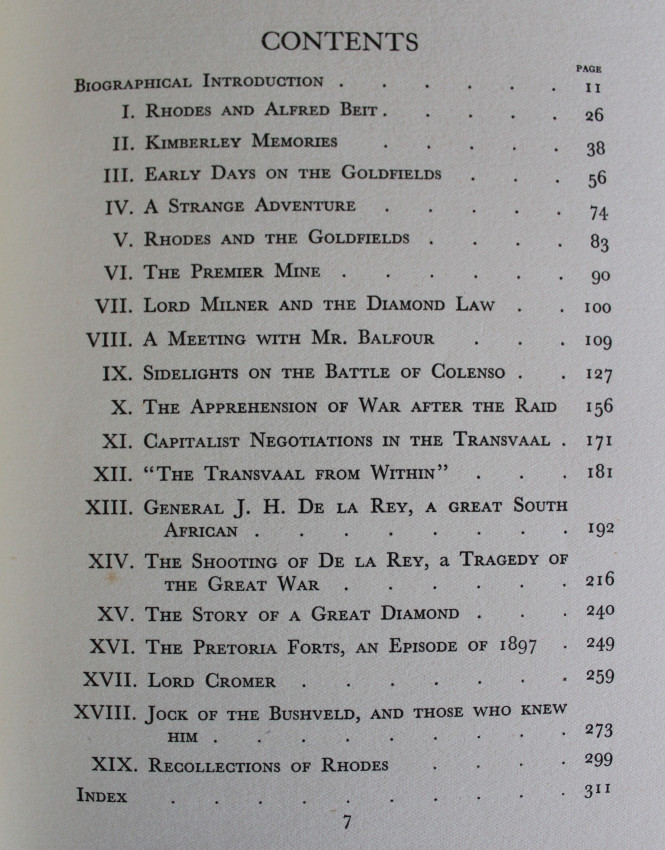 CONTENTS
PAGE
Biographical Introduction . . . . . . 11
I. Rhodes and Alfred Beit . . . . . 26
II. Kimberley Memories . . . . . 38
III. Early Days on the Goldfields . . . 56
IV. A Strange Adventure . . . . . 74
V. Rhodes and the Goldfields . . . . 83
VI. The Premier Mine . . . . . . 90
VII. Lord Milner and the Diamond Law . . 100
VIII. A Meeting with Mr. Balfour . . . 109
IX. Sidelights on the Battle of Colenso . . 127
X. The Apprehension of War after the Raid 156
XI. Capitalist Negotiations in the Transvaal . 171
XII. "The Transvaal from Within" . . . 181
XIII. General J. H. De la Rey, a great South
African . . . . . . . . 192
XIV. The Shooting of De la Rey, a Tragedy of
the Great War . . . . . . 216
XV. The Story of a Great Diamond . . . 240
XVI. The Pretoria Forts, an Episode of 1897 . 249
XVII. Lord Cromer . . . . . . . 259
XVIII. Jock of the Bushveld, and those who knew
him . . . . . . . . . 273
XIX. Recollections of Rhodes . . . . 299
Index . . . . . . . . . . 311
7